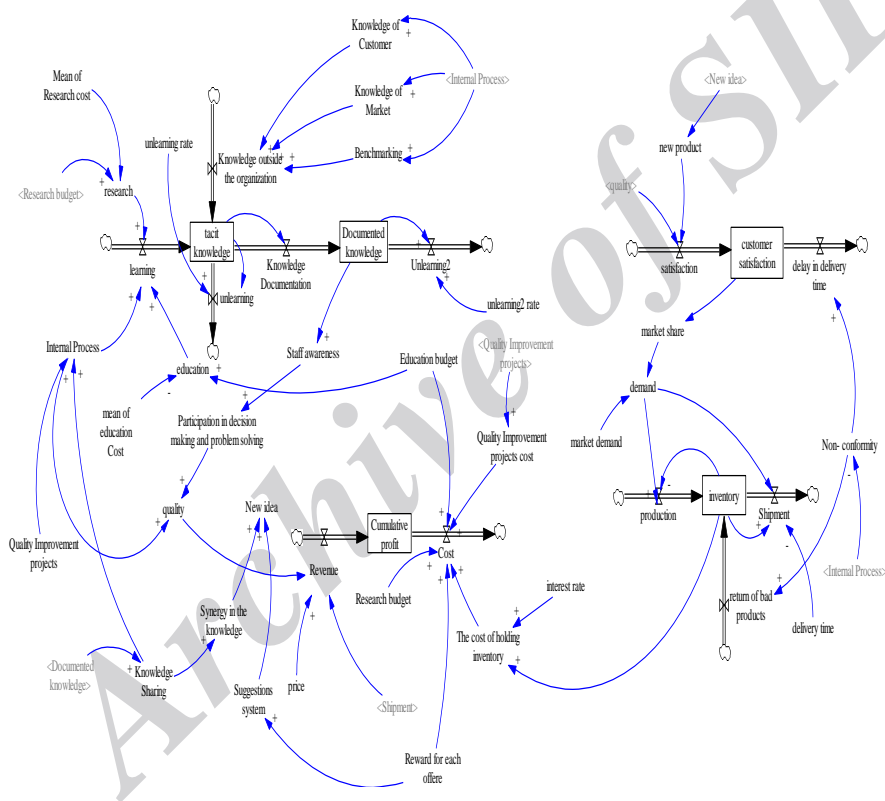 Knowledge of
Customer
Mean of
Research cost
<Internal Process>
<New idea>
Knowledge of
Market
unlearning rate
new product
Knowledge outside
the organization
Benchmarking
<Research budget>
research
<quality>
tacit
knowledge
Documented
knowledge
customer
satisfaction
learning
Knowledge
Documentation
Unlearning2
satisfaction
delay in delivery
time
unlearning
unlearning2 rate
market share
Internal Process
Staff awareness
<Quality Improvement
projects>
education
Education budget
demand
mean of
education
Cost
Participation in decision
making and problem solving
market demand
Quality Improvement
projects cost
Non- conformity
inventory
quality
New idea
production
Shipment
Cumulative
profit
Quality Improvement
projects
Cost
Revenue
<Internal Process>
Research budget
interest rate
return of bad
products
Synergy in the
knowledge
The cost of holding
inventory
delivery time
<Documented
knowledge>
Knowledge
Sharing
Suggestions
system
price
<Shipment>
Reward for each
offere
Archive of SID